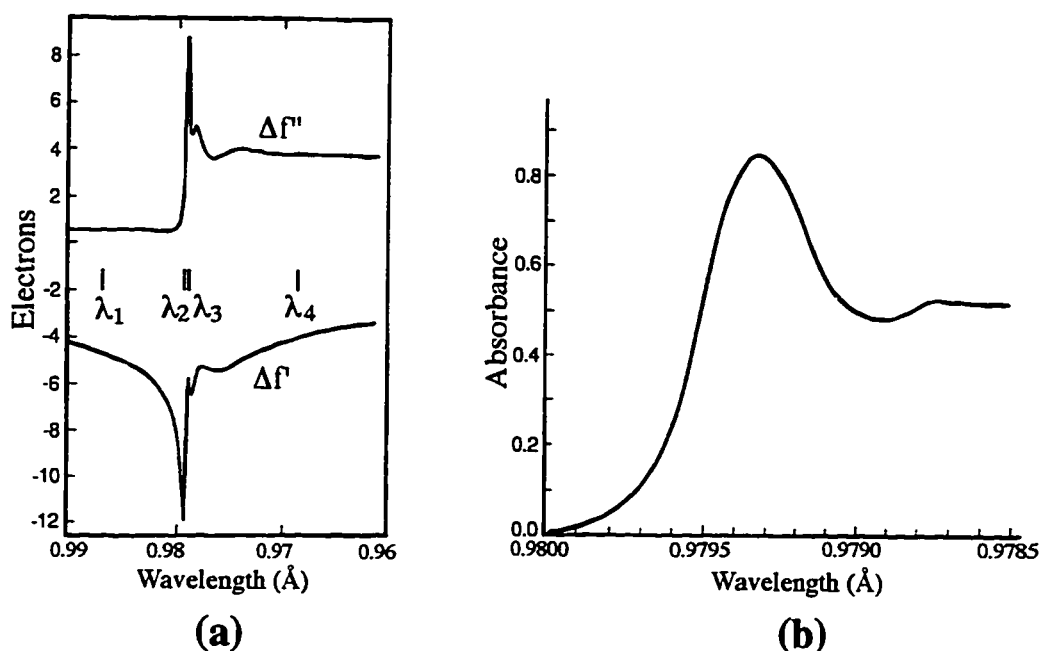 8
6
4
2
0
-2
-4
-6
-8
-10
-12
Electrons
Δf"
λ1 λ2 λ3 λ4
Δf'
0.99 0.98 0.97 0.96
Wavelength (Å)
(a)
0.8
0.6
0.4
0.2
0.0
Absorbance
0.9800 0.9795 0.9790 0.9785
Wavelength (Å)
(b)